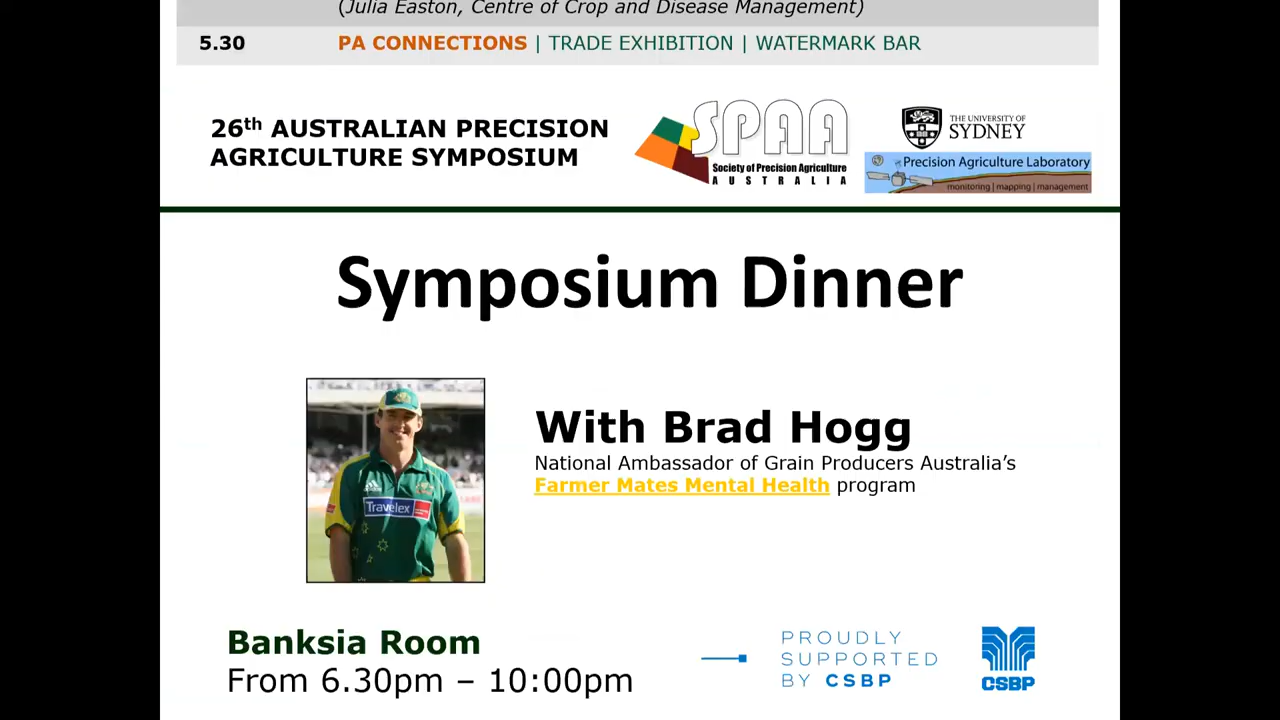 (Julia Easton, Centre of Crop and Disease Management)
5.30 PA CONNECTIONS | TRADE EXHIBITION | WATERMARK BAR
26th AUSTRALIAN PRECISION
AGRICULTURE SYMPOSIUM
SPAA
Society of Precision Agriculture
AUSTRALIA
THE UNIVERSITY OF
SYDNEY
Precision Agriculture Laboratory
monitoring | mapping | management
Symposium Dinner
Travelex
With Brad Hogg
National Ambassador of Grain Producers Australia's
Farmer Mates Mental Health program
Banksia Room
From 6.30pm – 10:00pm
PROUDLY
SUPPORTED
BY CSBP
CSBP